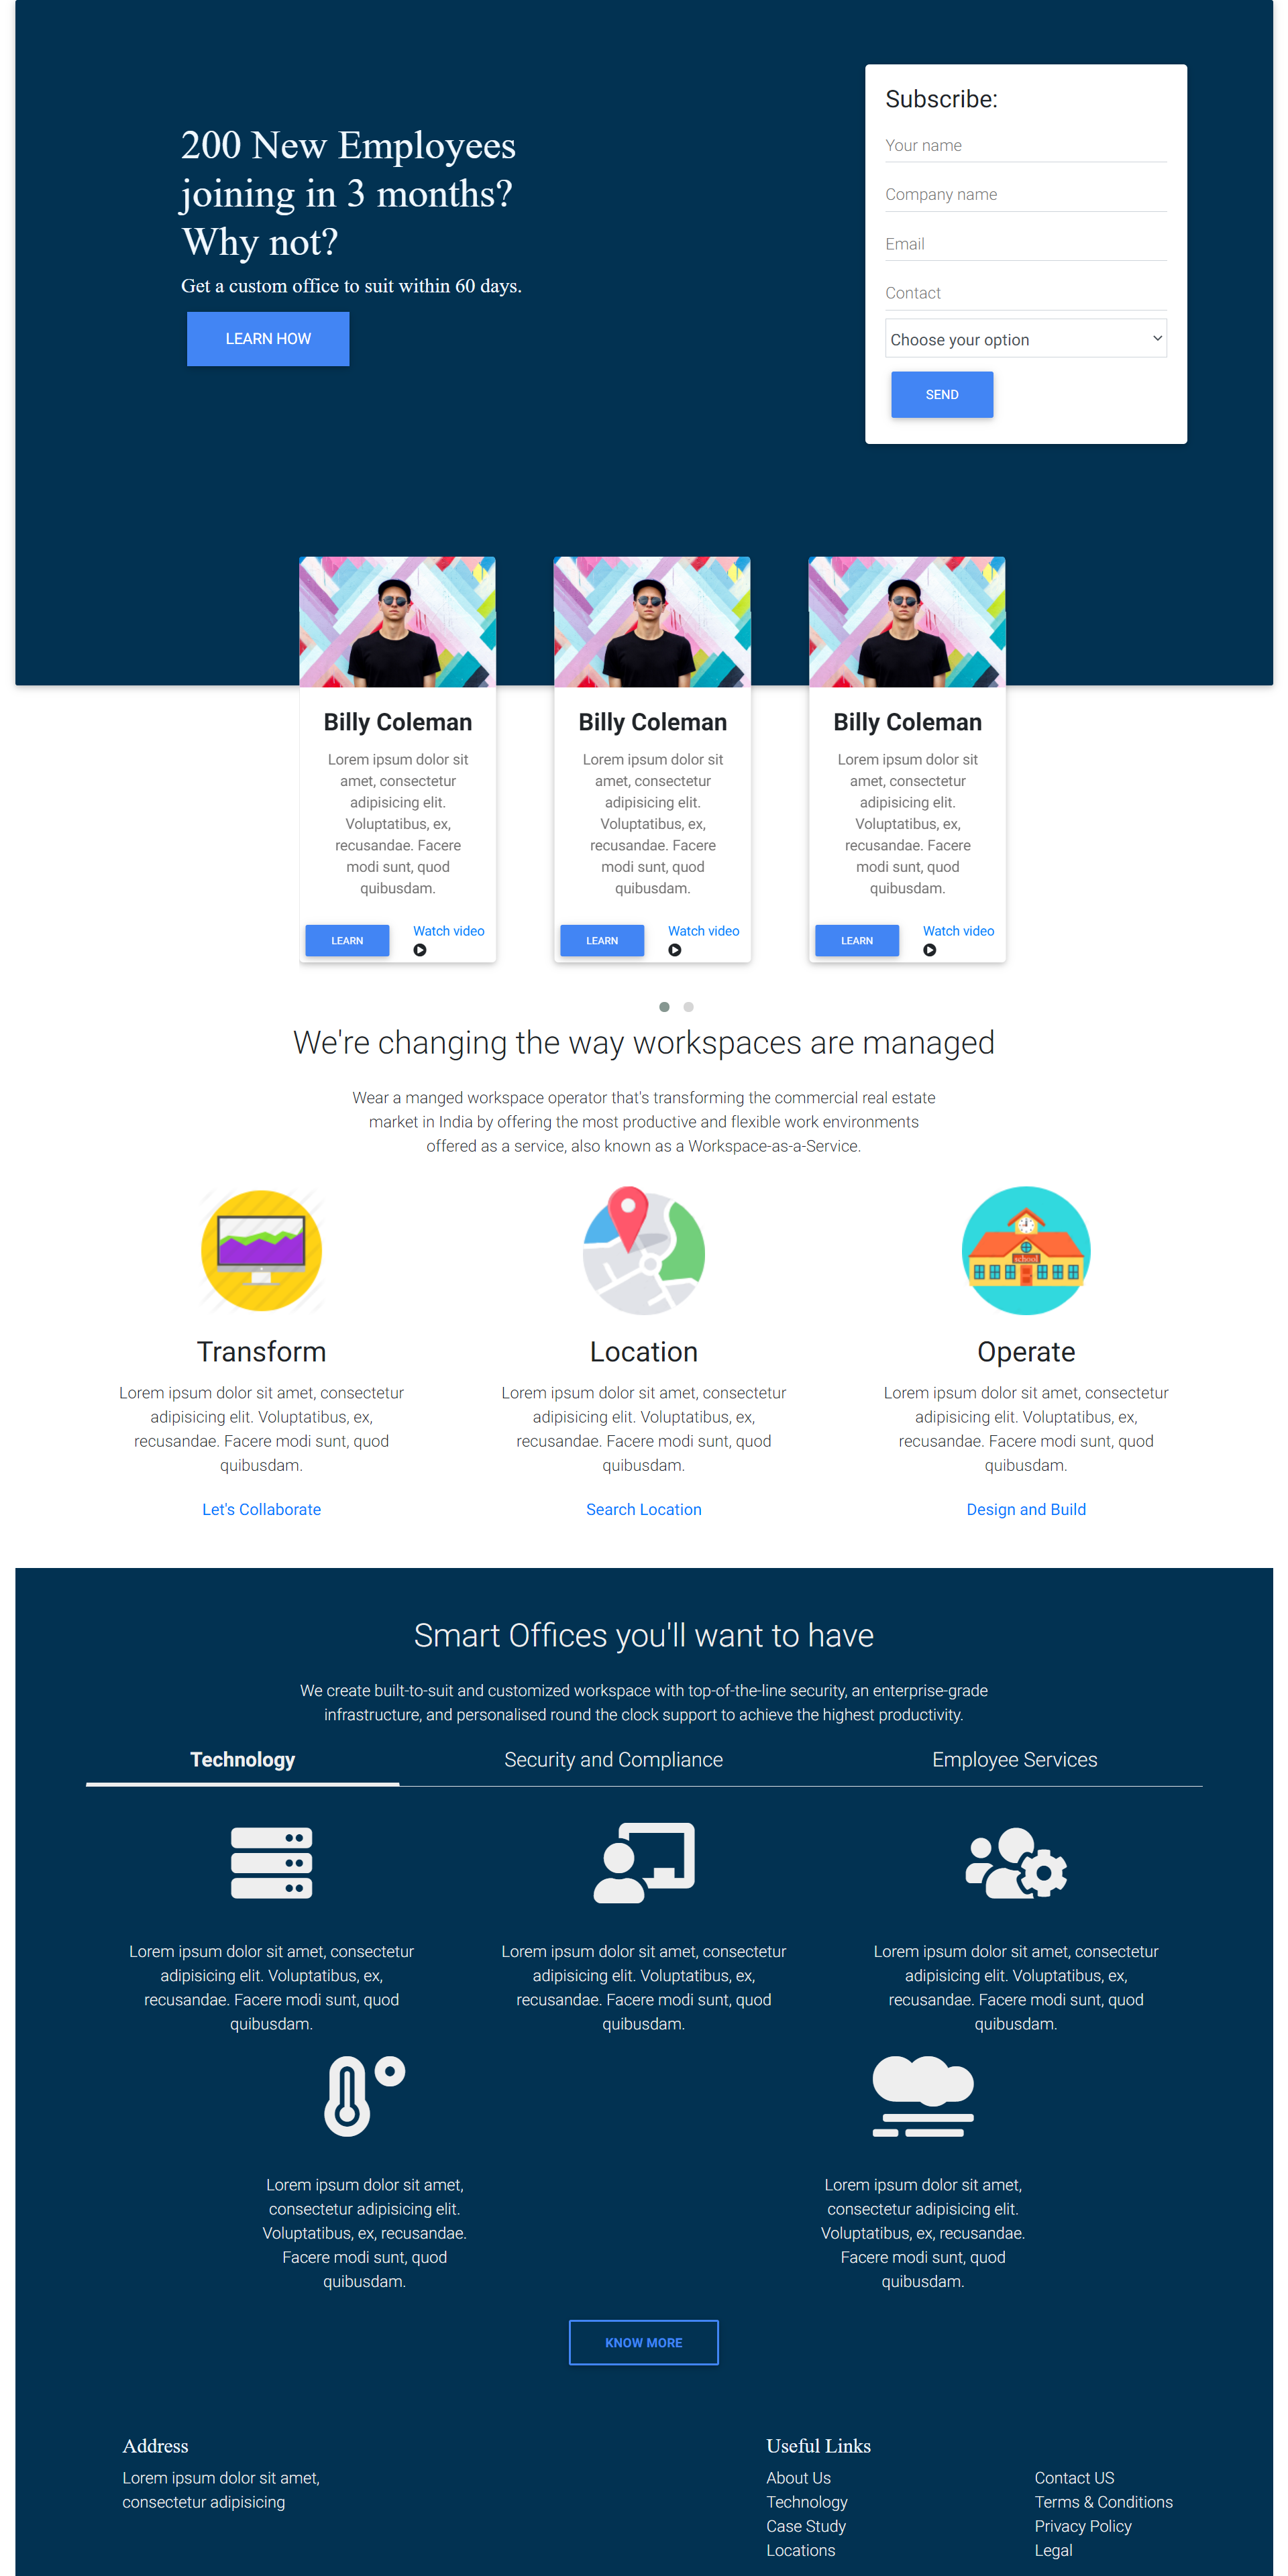 200 New Employees
joining in 3 months?
Why not?
Get a custom office to suit within 60 days.
LEARN HOW
Subscribe:
Your name
Company name
Email
Contact
Choose your option
SEND
Billy Coleman
Lorem ipsum dolor sit
amet, consectetur
adipisicing elit.
Voluptatibus, ex,
recusandae. Facere
modi sunt, quod
quibusdam.
LEARN
Watch video
Billy Coleman
Lorem ipsum dolor sit
amet, consectetur
adipisicing elit.
Voluptatibus, ex,
recusandae. Facere
modi sunt, quod
quibusdam.
LEARN
Watch video
Billy Coleman
Lorem ipsum dolor sit
amet, consectetur
adipisicing elit.
Voluptatibus, ex,
recusandae. Facere
modi sunt, quod
quibusdam.
LEARN
Watch video
We're changing the way workspaces are managed
Wear a manged workspace operator that's transforming the commercial real estate
market in India by offering the most productive and flexible work environments
offered as a service, also known as a Workspace-as-a-Service.
Transform
Lorem ipsum dolor sit amet, consectetur
adipisicing elit. Voluptatibus, ex,
recusandae. Facere modi sunt, quod
quibusdam.
Let's Collaborate
Location
Lorem ipsum dolor sit amet, consectetur
adipisicing elit. Voluptatibus, ex,
recusandae. Facere modi sunt, quod
quibusdam.
Search Location
school
Operate
Lorem ipsum dolor sit amet, consectetur
adipisicing elit. Voluptatibus, ex,
recusandae. Facere modi sunt, quod
quibusdam.
Design and Build
Smart Offices you'll want to have
We create built-to-suit and customized workspace with top-of-the-line security, an enterprise-grade
infrastructure, and personalised round the clock support to achieve the highest productivity.
Technology
Security and Compliance
Employee Services
Lorem ipsum dolor sit amet, consectetur
adipisicing elit. Voluptatibus, ex,
recusandae. Facere modi sunt, quod
quibusdam.
Lorem ipsum dolor sit amet, consectetur
adipisicing elit. Voluptatibus, ex,
recusandae. Facere modi sunt, quod
quibusdam.
Lorem ipsum dolor sit amet, consectetur
adipisicing elit. Voluptatibus, ex,
recusandae. Facere modi sunt, quod
quibusdam.
Lorem ipsum dolor sit amet,
consectetur adipisicing elit.
Voluptatibus, ex, recusandae.
Facere modi sunt, quod
quibusdam.
Lorem ipsum dolor sit amet,
consectetur adipisicing elit.
Voluptatibus, ex, recusandae.
Facere modi sunt, quod
quibusdam.
KNOW MORE
Address
Lorem ipsum dolor sit amet,
consectetur adipisicing
Useful Links
About Us
Technology
Case Study
Locations
Contact US
Terms & Conditions
Privacy Policy
Legal